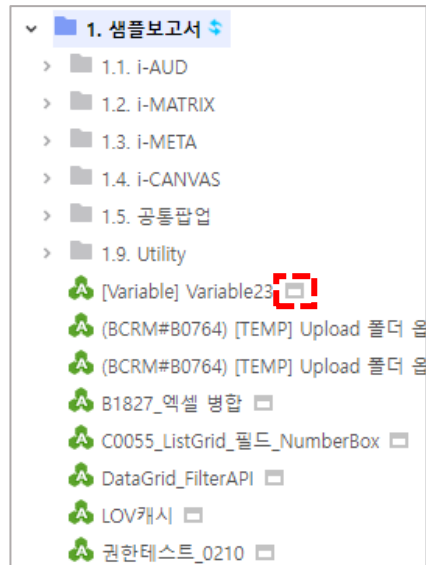 1. 샘플보고서
1.1. i-AUD
1.2. i-MATRIX
1.3. i-META
1.4. i-CANVAS
1.5. 공통팝업
1.9. Utility
[Variable] Variable23
(BCRM#B0764) [TEMP] Upload 폴더
(BCRM#B0764) [TEMP] Upload 폴더
B1827_엑셀 병합
C0055_ListGrid_필드_NumberBox
DataGrid_FilterAPI
LOV캐시
권한테스트_0210